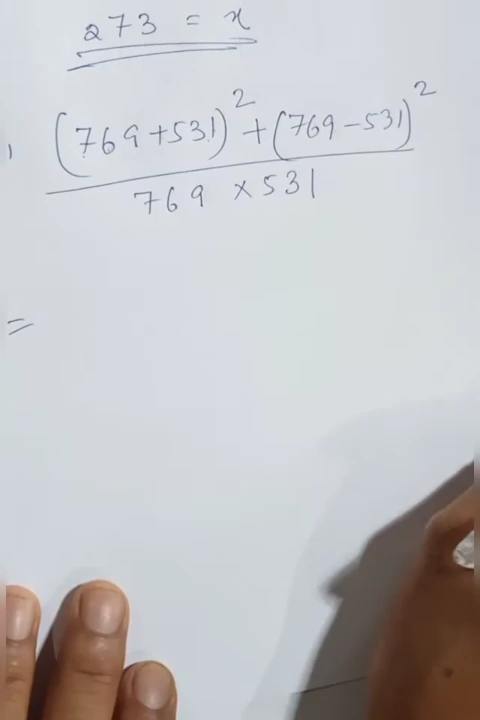 273 = x
(769+531)² + (769-531)²
769 × 531
=